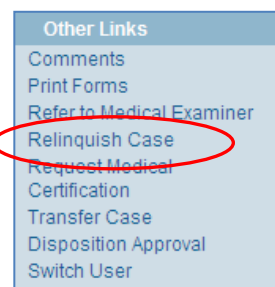 Other Links
Comments
Print Forms
Refer to Medical Examiner
Relinquish Case
Request Medical
Certification
Transfer Case
Disposition Approval
Switch User